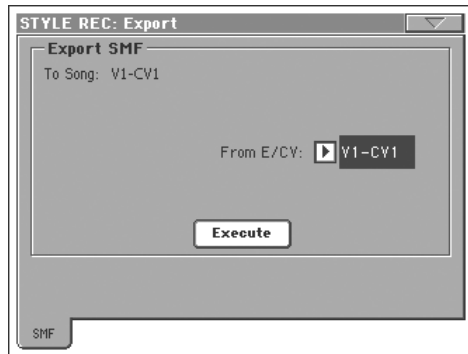 STYLE REC: Export
Export SMF
To Song: V1-CV1
From E/CV: V1-CV1
Execute
SMF